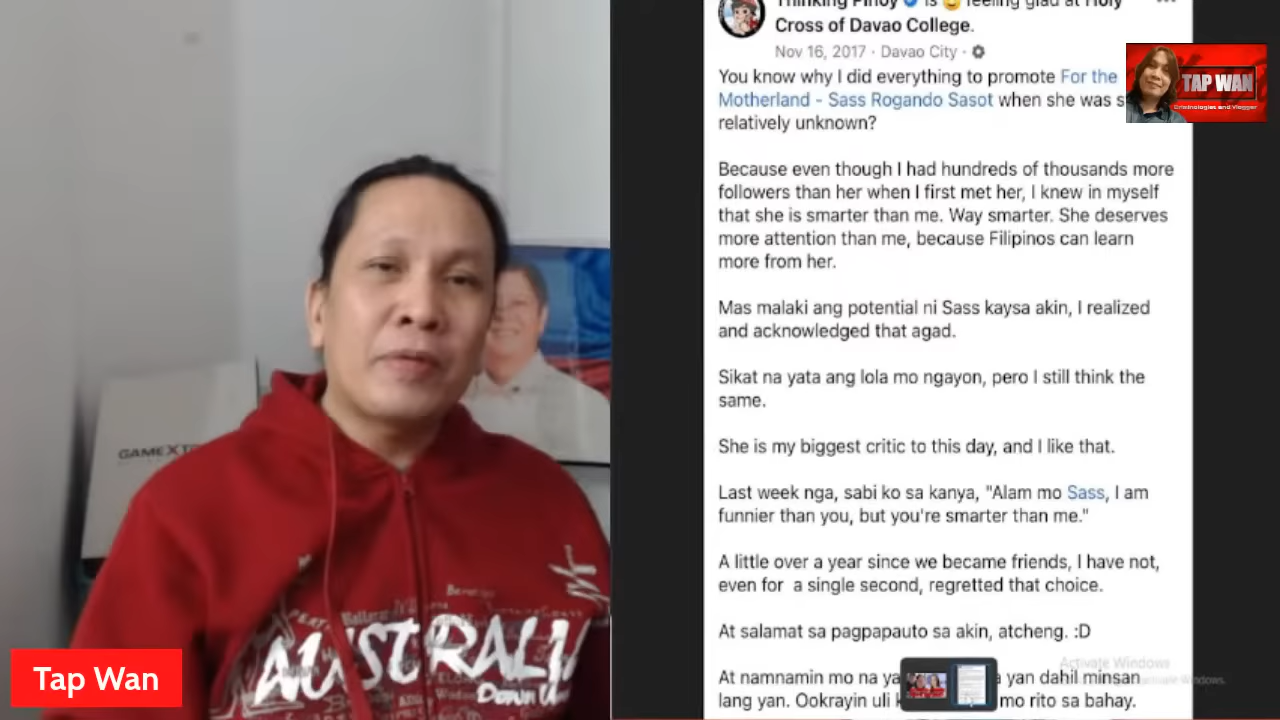 Thinking Pinoy is feeling glad at Holy
Cross of Davao College.
Nov 16, 2017 · Davao City ·
You know why I did everything to promote For the
Motherland - Sass Rogando Sasot when she was
relatively unknown?
Because even though I had hundreds of thousands more
followers than her when I first met her, I knew in myself
that she is smarter than me. Way smarter. She deserves
more attention than me, because Filipinos can learn
more from her.
Mas malaki ang potential ni Sass kaysa akin, I realized
and acknowledged that agad.
Sikat na yata ang lola mo ngayon, pero I still think the
same.
She is my biggest critic to this day, and I like that.
Last week nga, sabi ko sa kanya, "Alam mo Sass, I am
funnier than you, but you're smarter than me."
A little over a year since we became friends, I have not,
even for a single second, regretted that choice.
At salamat sa pagpapauto sa akin, atcheng. :D
At namnamin mo na yan dahil minsan
lang yan. Ookrayin uli mo rito sa bahay.
TAP WAN
Criminologist and Vlogger
Activate Windows
GAMEX
AUSTRALIA
Down Under
Tap Wan